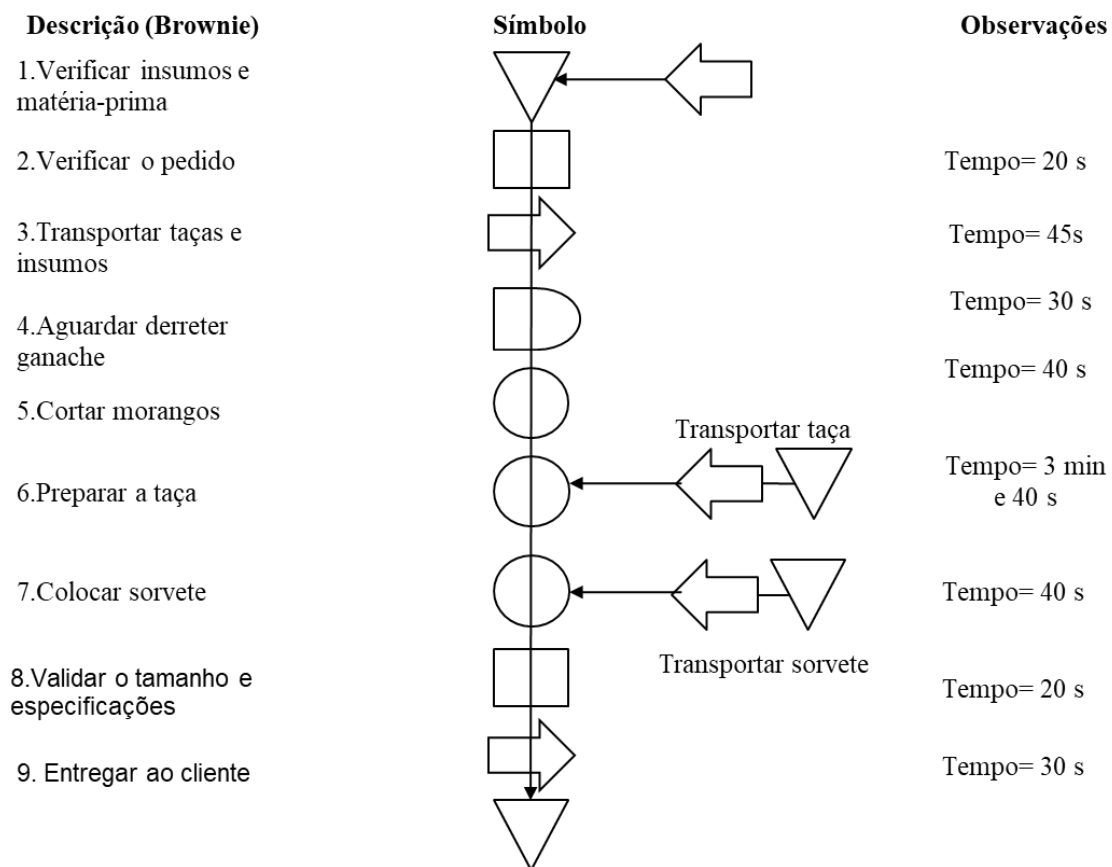 Descrição (Brownie) Símbolo Observações
1.Verificar insumos e
matéria-prima
2.Verificar o pedido Tempo= 20 s
3.Transportar taças e
insumos
Tempo= 45s
4.Aguardar derreter
ganache
Tempo= 30 s
5.Cortar morangos
Tempo= 40 s
6.Preparar a taça
Transportar taça
Tempo= 3 min
e 40 s
7.Colocar sorvete Tempo= 40 s
Transportar sorvete
8.Validar o tamanho e
especificações
Tempo= 20 s
9. Entregar ao cliente Tempo= 30 s